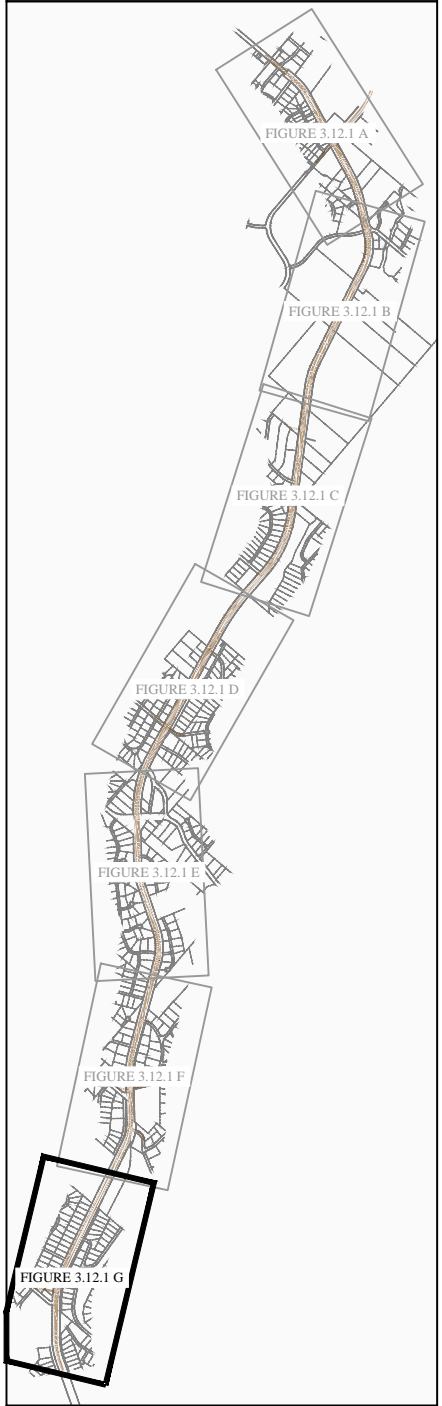 FIGURE 3.12.1 A
FIGURE 3.12.1 B
FIGURE 3.12.1 C
FIGURE 3.12.1 D
FIGURE 3.12.1 E
FIGURE 3.12.1 F
FIGURE 3.12.1 G